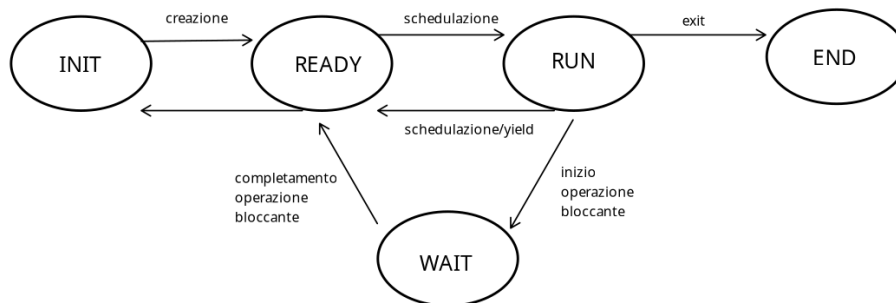 creazione
schedulazione
exit
INIT
READY
RUN
END
schedulazione/yield
completamento
operazione
bloccante
inizio
operazione
bloccante
WAIT